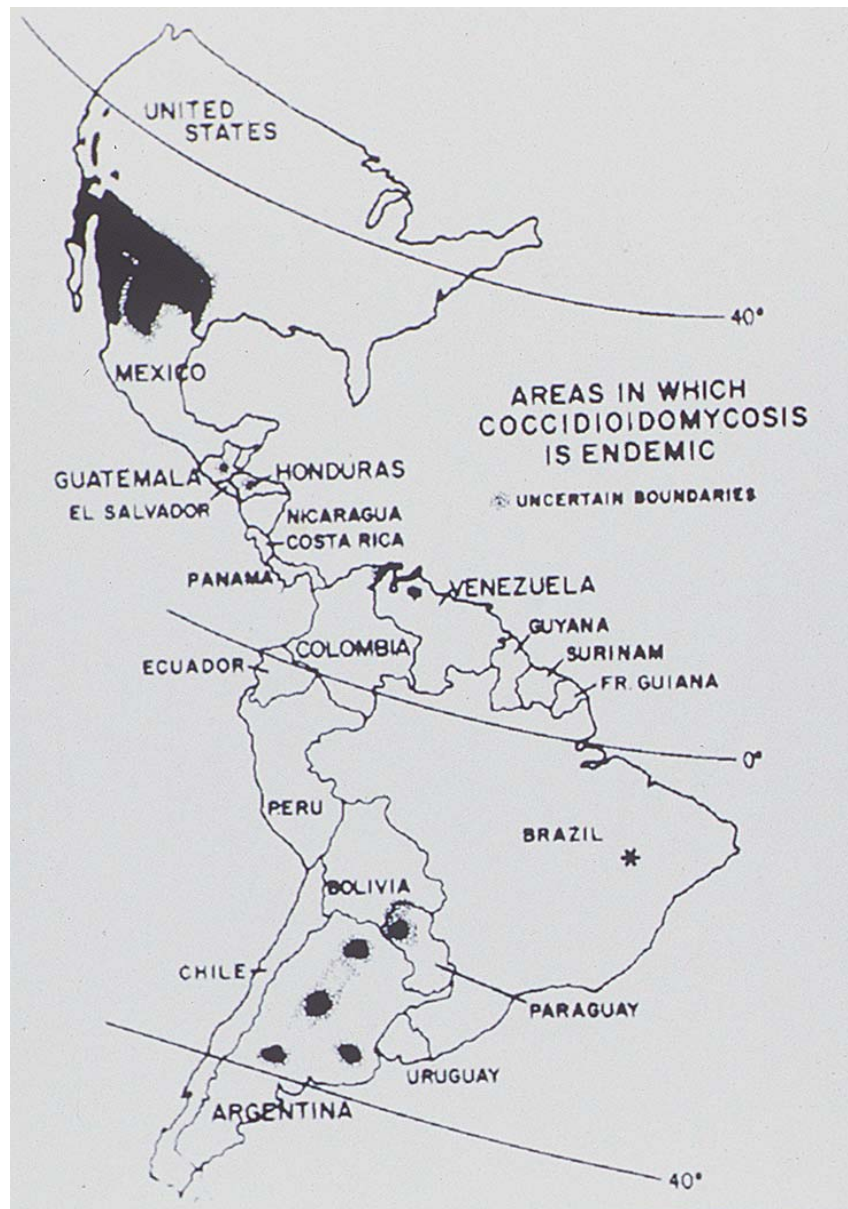 UNITED
STATES
40°
MEXICO
AREAS IN WHICH
COCCIDIOIDOMYCOSIS
IS ENDEMIC
UNCERTAIN BOUNDARIES
GUATEMALA
HONDURAS
EL SALVADOR
NICARAGUA
COSTA RICA
PANAMA
VENEZUELA
GUYANA
COLOMBIA
SURINAM
ECUADOR
FR. GUIANA
0°
PERU
BRAZIL
*
BOLIVIA
CHILE
PARAGUAY
URUGUAY
ARGENTINA
40°